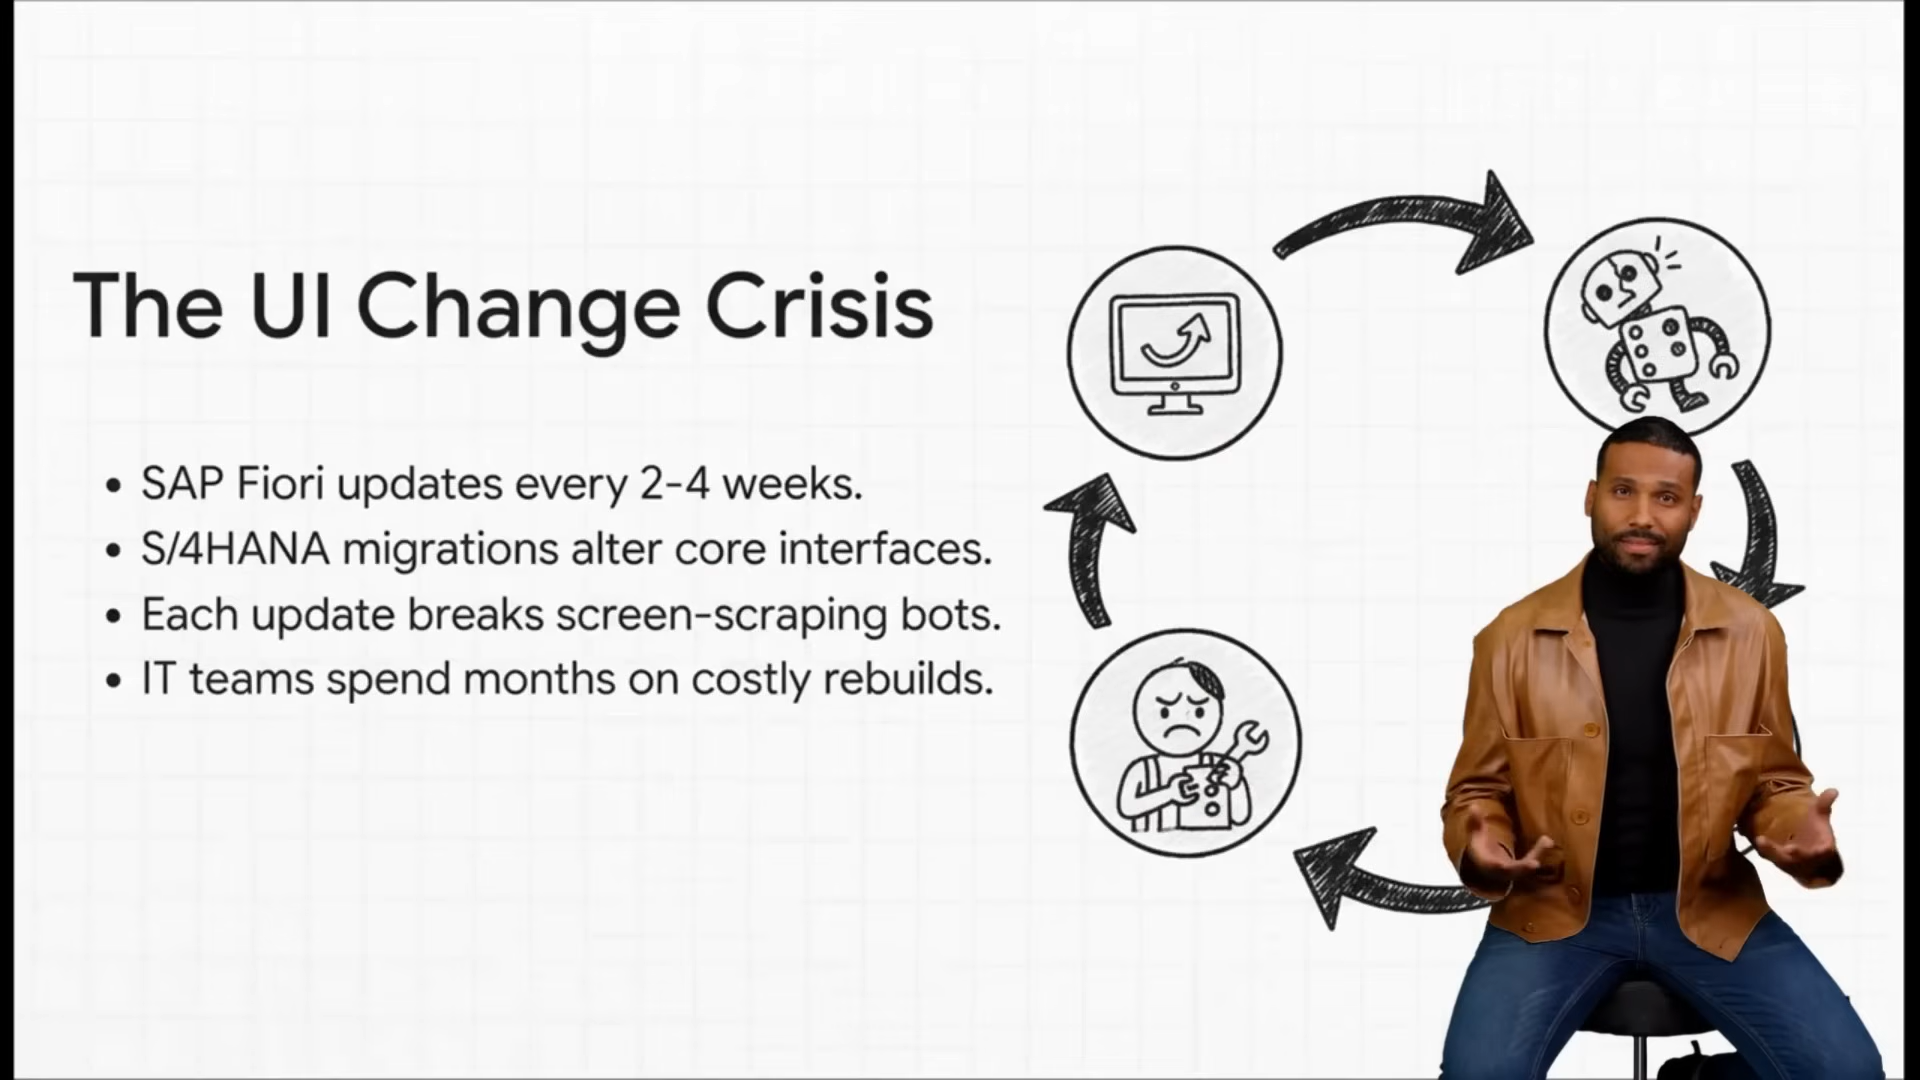 The UI Change Crisis
• SAP Fiori updates every 2-4 weeks.
• S/4HANA migrations alter core interfaces.
• Each update breaks screen-scraping bots.
• IT teams spend months on costly rebuilds.